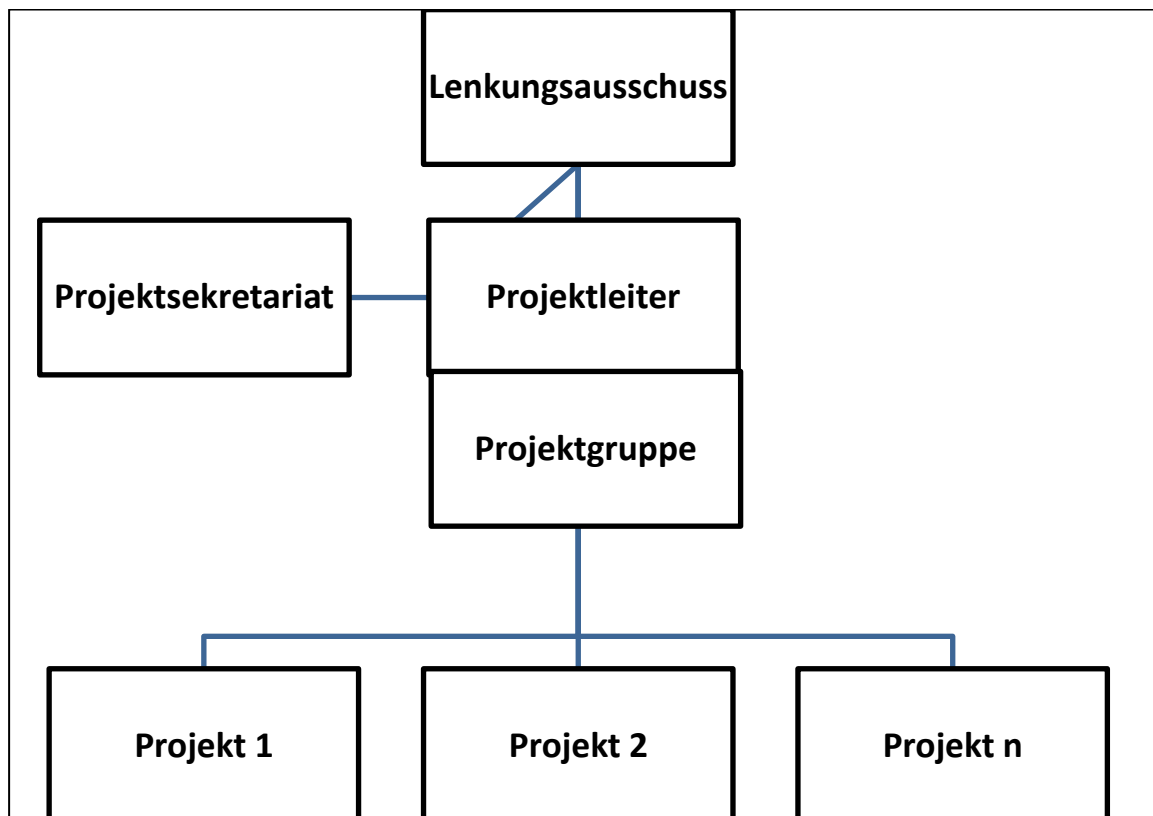 Lenkungsausschuss
Projektsekretariat
Projektleiter
Projektgruppe
Projekt 1
Projekt 2
Projekt n